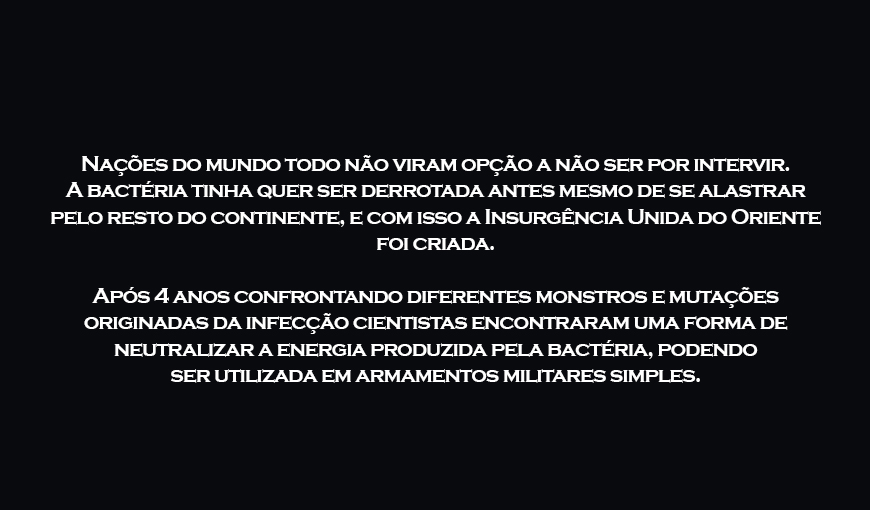 Nações do mundo todo não viram opção a não ser por intervir.
A bactéria tinha quer ser derrotada antes mesmo de se alastrar
pelo resto do continente, e com isso a Insurgência Unida do Oriente
foi criada.
Após 4 anos confrontando diferentes monstros e mutações
originadas da infecção cientistas encontraram uma forma de
neutralizar a energia produzida pela bactéria, podendo
ser utilizada em armamentos militares simples.